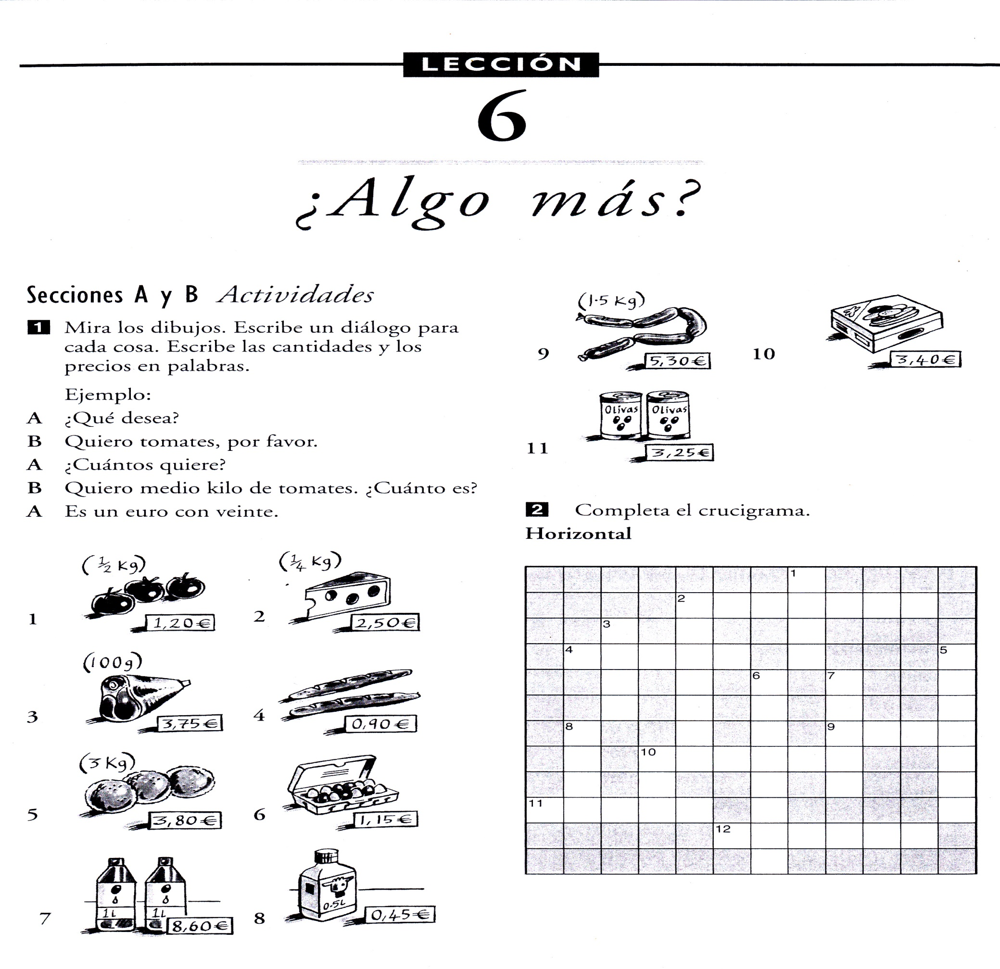 LECCIÓN
6
¿Algo más?
Secciones A y B Actividades
1 Mira los dibujos. Escribe un diálogo para
cada cosa. Escribe las cantidades y los
precios en palabras.
Ejemplo:
A ¿Qué desea?
B Quiero tomates, por favor.
A ¿Cuántos quiere?
B Quiero medio kilo de tomates. ¿Cuánto es?
A Es un euro con veinte.
(½ Kg)
1 1,20€
(¼ Kg)
2 2,50€
(100g)
3 3,75€
4 0,90€
(3 Kg)
5 3,80€
6 1,15€
1L 1L
7 8,60€
0.5L
8 0,45€
(1·5 Kg)
9 5,30€
10 3,40€
Olivas Olivas
11 3,25€
2 Completa el crucigrama.
Horizontal
1
2
3
4 5
6 7
8 9
10
11
12